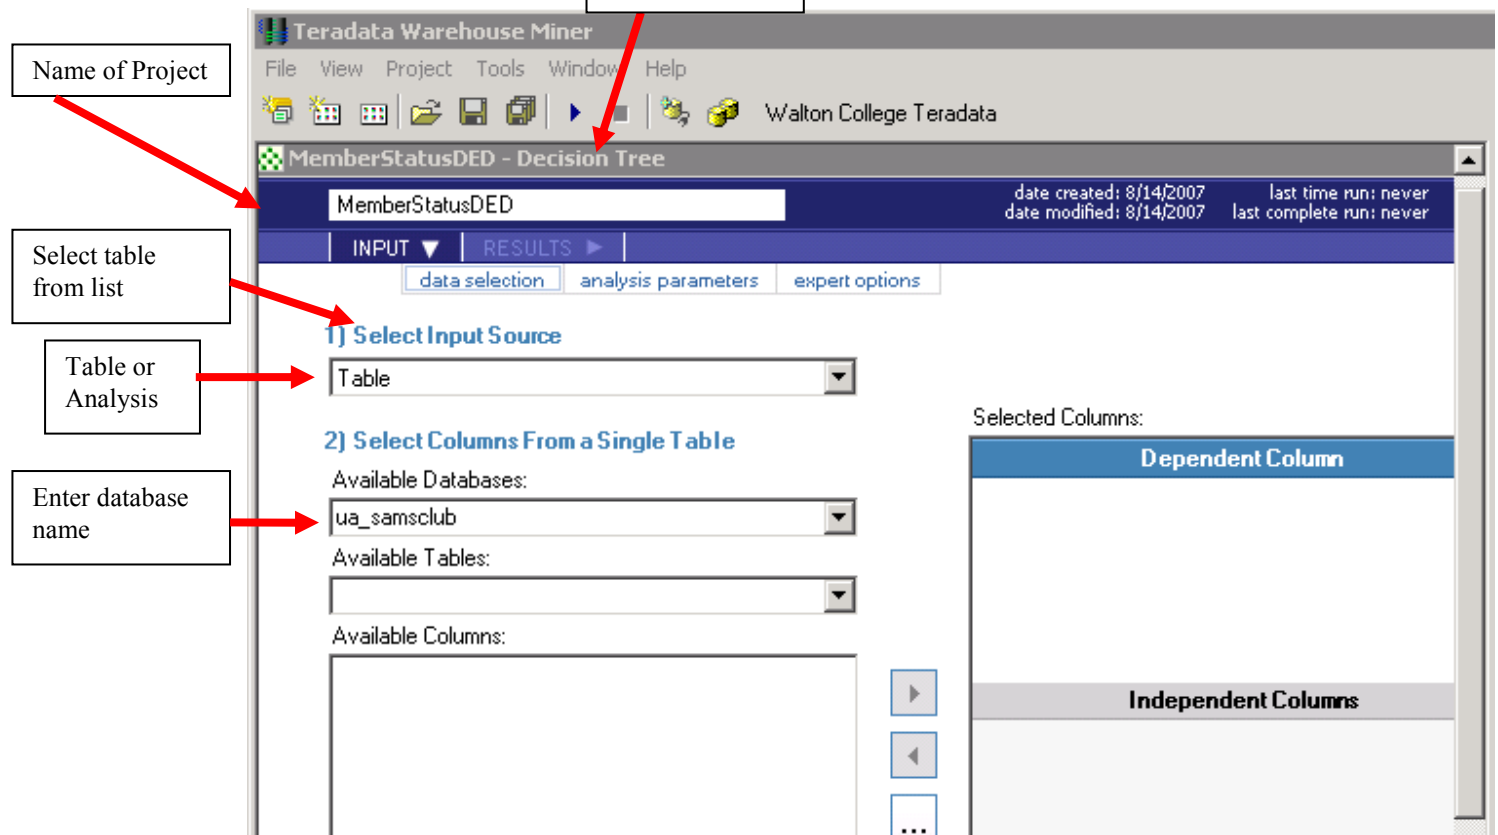 Teradata Warehouse Miner
Name of Project
File View Project Tools Window Help
Walton College Teradata
MemberStatusDED - Decision Tree
MemberStatusDED
date created: 8/14/2007 last time run: never
date modified: 8/14/2007 last complete run: never
INPUT RESULTS
Select table
from list
data selection analysis parameters expert options
1) Select Input Source
Table or
Analysis
Table
Selected Columns:
2) Select Columns From a Single Table
Dependent Column
Available Databases:
Enter database
name
ua_samsclub
Available Tables:
Available Columns:
Independent Columns
...